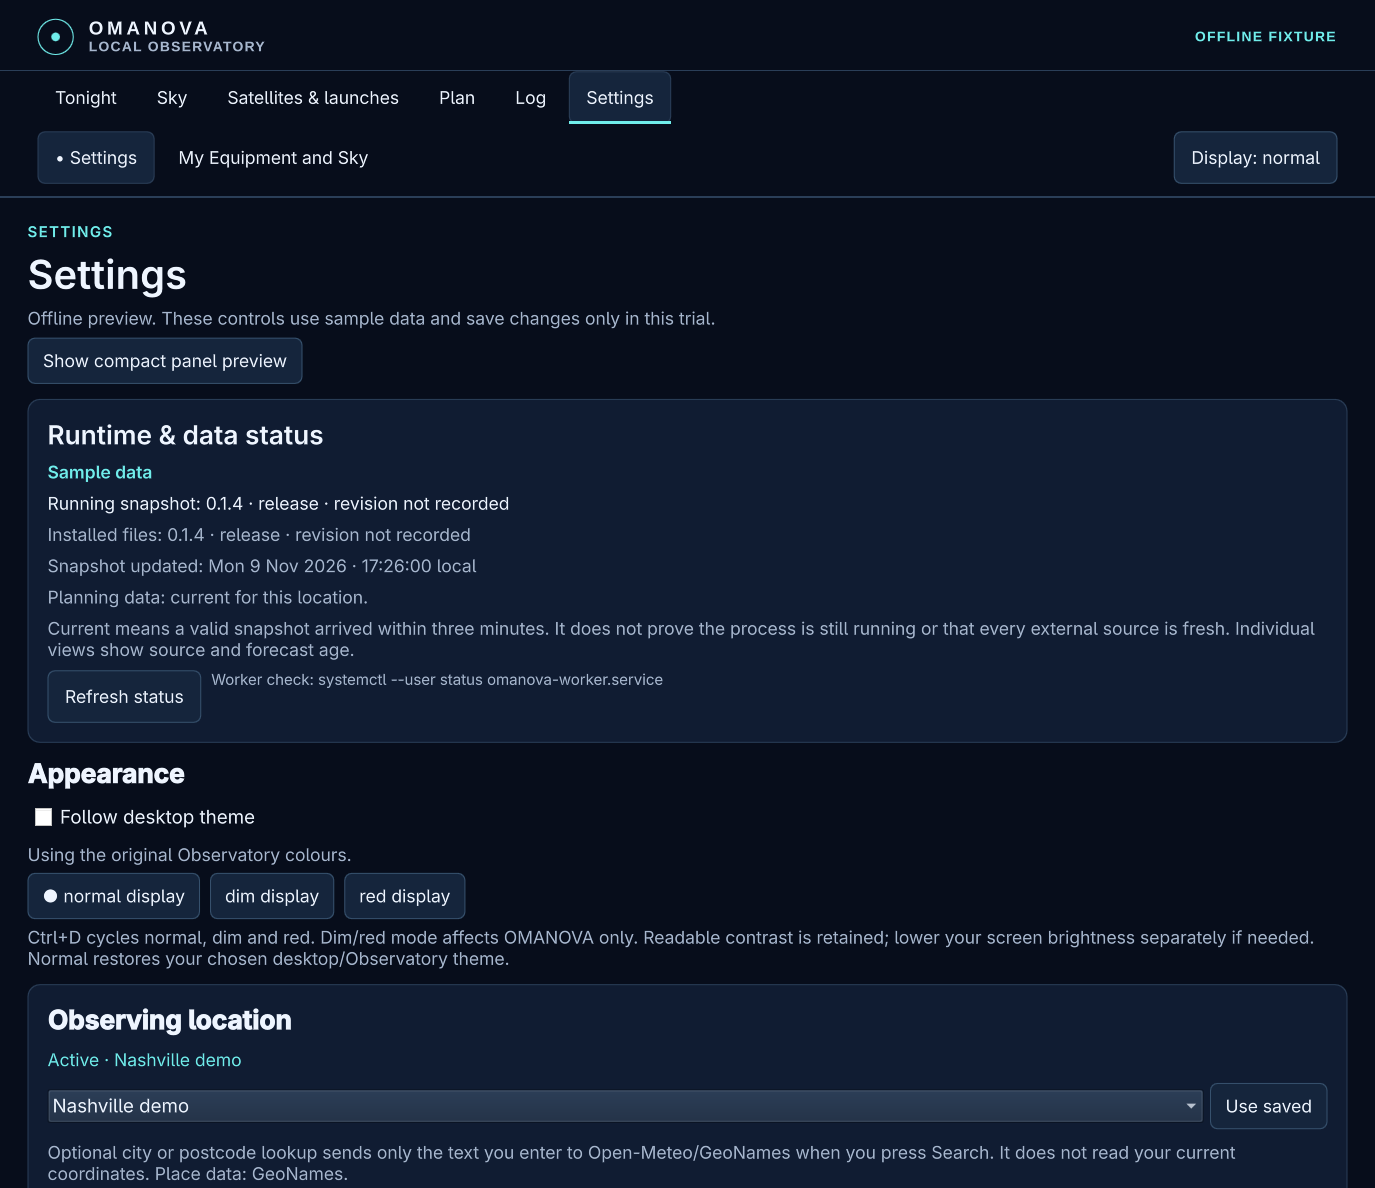 OMANOVA
LOCAL OBSERVATORY
OFFLINE FIXTURE
Tonight
Sky
Satellites & launches
Plan
Log
Settings
• Settings
My Equipment and Sky
Display: normal
SETTINGS
Settings
Offline preview. These controls use sample data and save changes only in this trial.
Show compact panel preview
Runtime & data status
Sample data
Running snapshot: 0.1.4 · release · revision not recorded
Installed files: 0.1.4 · release · revision not recorded
Snapshot updated: Mon 9 Nov 2026 · 17:26:00 local
Planning data: current for this location.
Current means a valid snapshot arrived within three minutes. It does not prove the process is still running or that every external source is fresh. Individual
views show source and forecast age.
Refresh status
Worker check: systemctl --user status omanova-worker.service
Appearance
Follow desktop theme
Using the original Observatory colours.
● normal display
dim display
red display
Ctrl+D cycles normal, dim and red. Dim/red mode affects OMANOVA only. Readable contrast is retained; lower your screen brightness separately if needed.
Normal restores your chosen desktop/Observatory theme.
Observing location
Active · Nashville demo
Nashville demo
Use saved
Optional city or postcode lookup sends only the text you enter to Open-Meteo/GeoNames when you press Search. It does not read your current
coordinates. Place data: GeoNames.